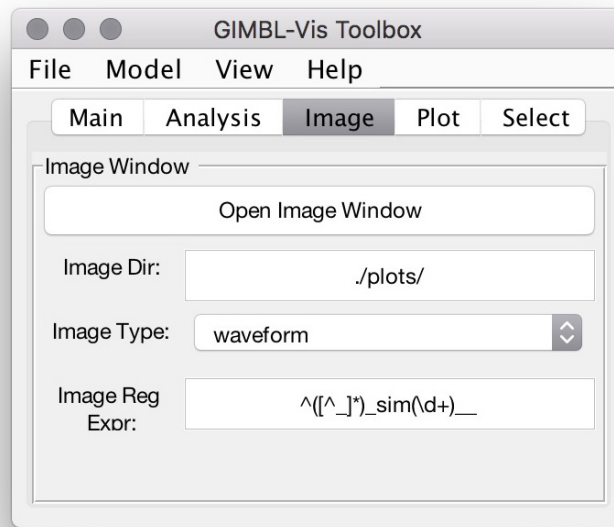 GIMBL-Vis Toolbox
File Model View Help
Main Analysis Image Plot Select
Image Window
Open Image Window
Image Dir: ./plots/
Image Type: waveform
Image Reg
Expr: ^([^_]*)_sim(\d+)__